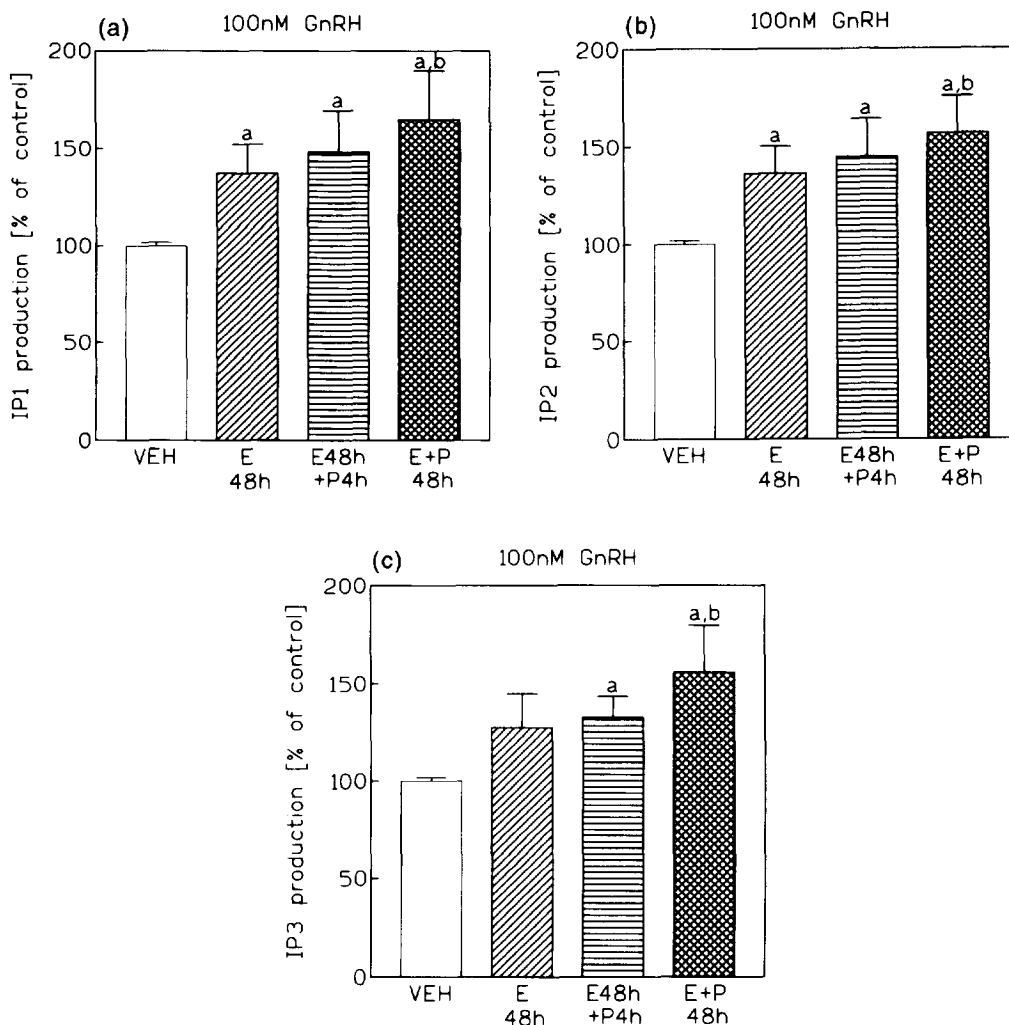 (a)
100nM GnRH
IP1 production [% of control]
200
150
100
50
0
a
a
a,b
VEH
E
48h
E48h
+P4h
E+P
48h
(b)
100nM GnRH
IP2 production [% of control]
200
150
100
50
0
a
a
a,b
VEH
E
48h
E48h
+P4h
E+P
48h
(c)
100nM GnRH
IP3 production [% of control]
200
150
100
50
0
a
a,b
VEH
E
48h
E48h
+P4h
E+P
48h